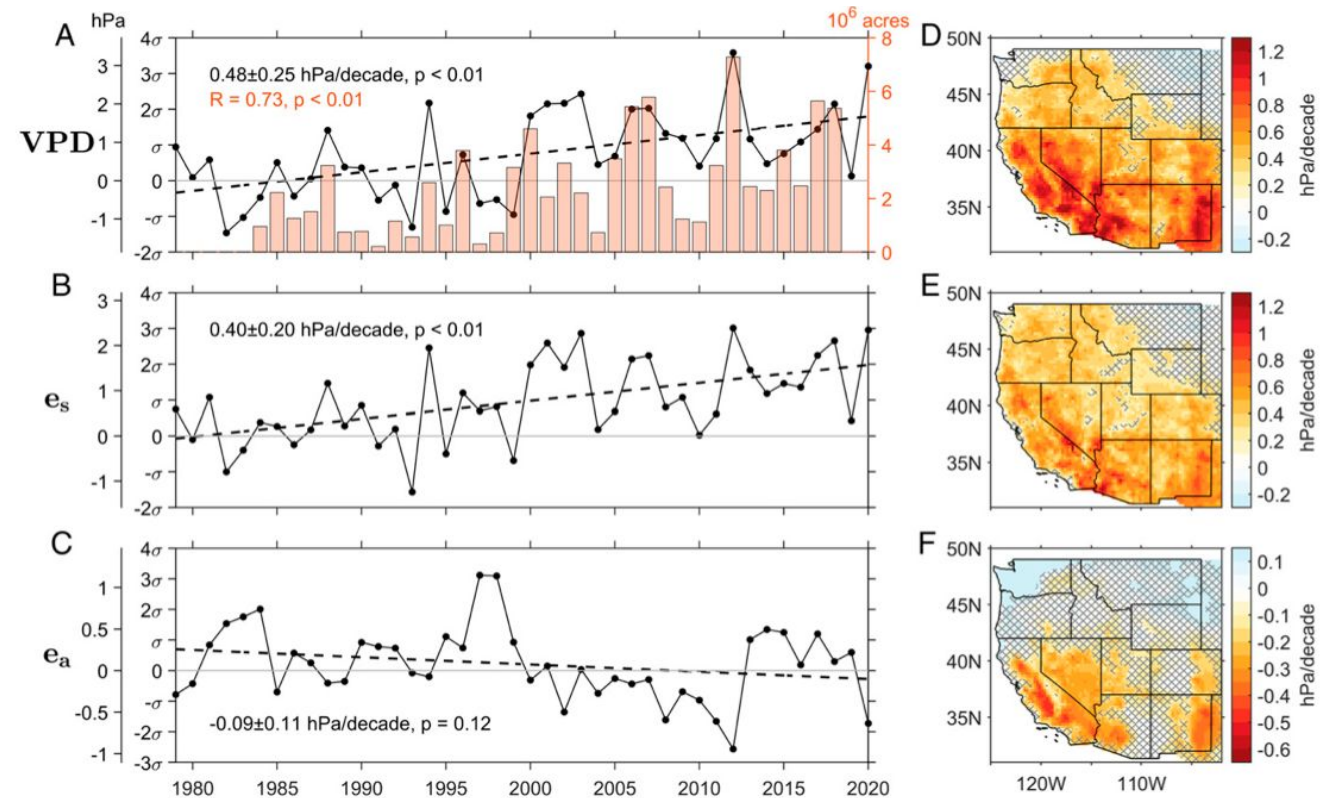 hPa
10⁶ acres
A
4σ
8
3
3σ
0.48±0.25 hPa/decade, p < 0.01
R = 0.73, p < 0.01
6
2
2σ
VPD
1
σ
4
0
0
-1
-σ
2
-2σ
0
B
4σ
3
3σ
0.40±0.20 hPa/decade, p < 0.01
2
2σ
1
σ
eₛ
0
0
-σ
-1
-2σ
C
4σ
1
3σ
2σ
0.5
σ
eₐ
0
0
-0.5
-σ
-2σ
-0.09±0.11 hPa/decade, p = 0.12
-1
-3σ
1980 1985 1990 1995 2000 2005 2010 2015 2020
D
50N
45N
40N
35N
1.2
1
0.8
0.6
0.4
0.2
0
-0.2
hPa/decade
E
50N
45N
40N
35N
1.2
1
0.8
0.6
0.4
0.2
0
-0.2
hPa/decade
F
50N
45N
40N
35N
120W 110W
0.1
0
-0.1
-0.2
-0.3
-0.4
-0.5
-0.6
hPa/decade